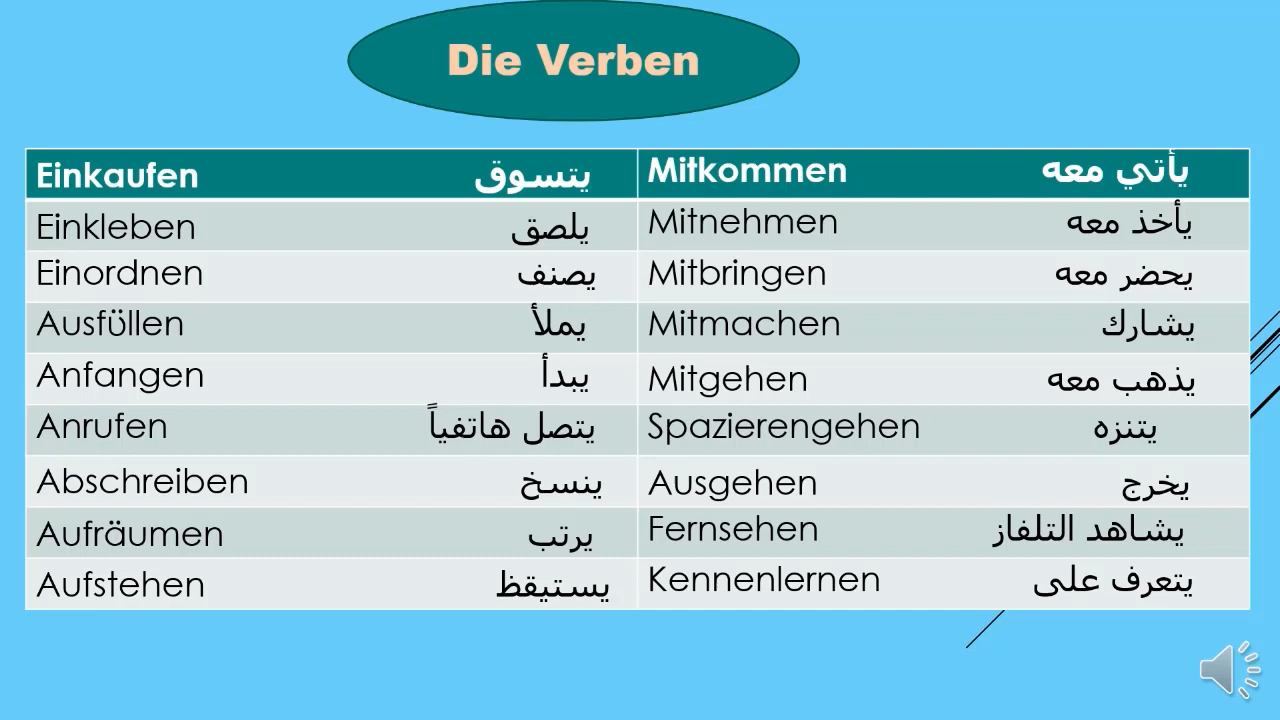 Die Verben
Einkaufen يتسوق Mitkommen يأتي معه
Einkleben يلصق Mitnehmen يأخذ معه
Einordnen يصنف Mitbringen يحضر معه
Ausfüllen يملأ Mitmachen يشارك
Anfangen يبدأ Mitgehen يذهب معه
Anrufen يتصل هاتفياً Spazierengehen يتنزه
Abschreiben ينسخ Ausgehen يخرج
Aufräumen يرتب Fernsehen يشاهد التلفاز
Aufstehen يستيقظ Kennenlernen يتعرف على